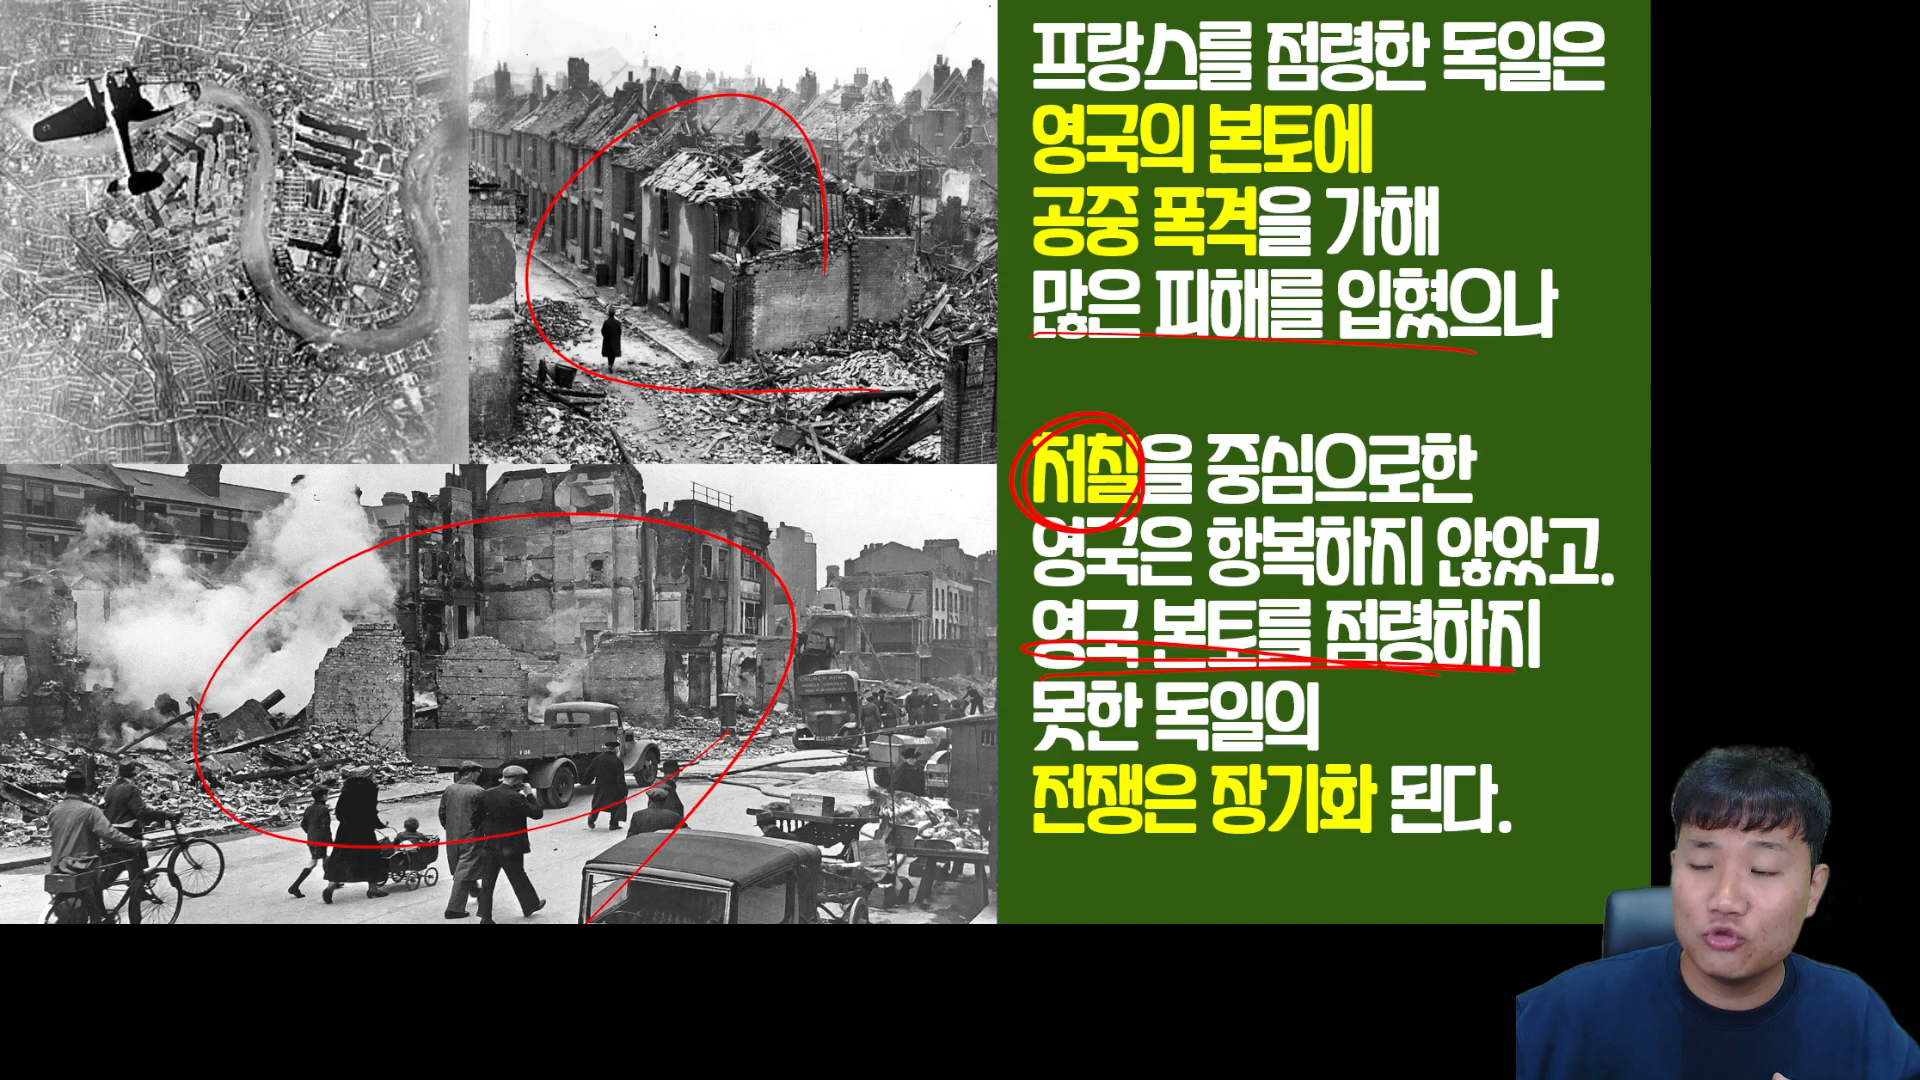 프랑스를 점령한 독일은
영국의 본토에
공중 폭격을 가해
많은 피해를 입혔으나
처칠을 중심으로한
영국은 항복하지 않았고.
영국 본토를 점령하지
못한 독일의
전쟁은 장기화 된다.
CHURCH ARMY